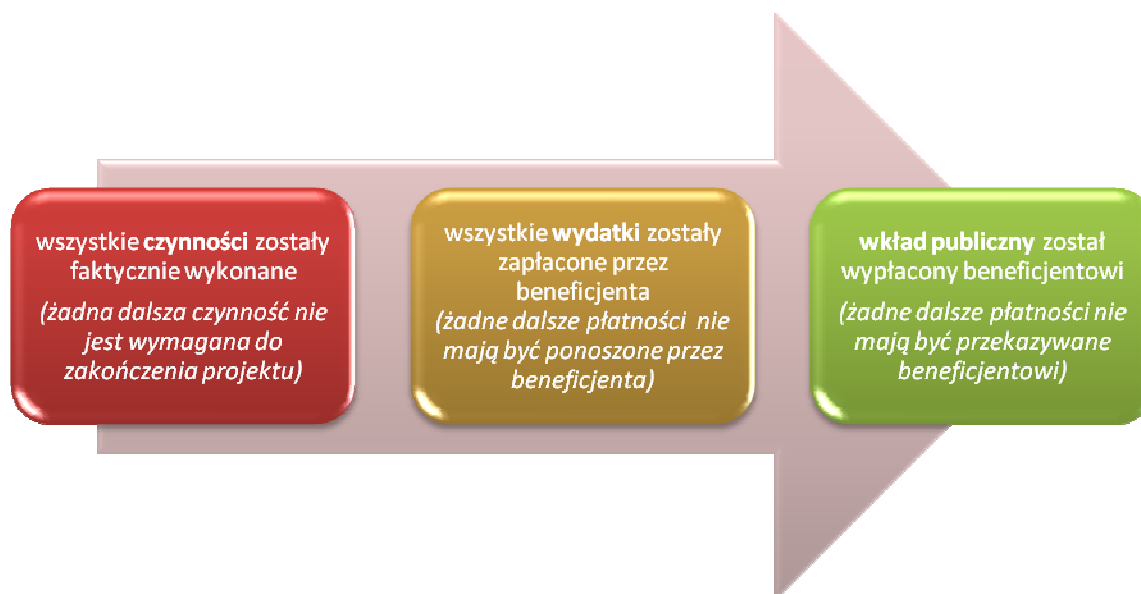 wszystkie czynności zostały
faktycznie wykonane
(żadna dalsza czynność nie
jest wymagana do
zakończenia projektu)
wszystkie wydatki zostały
zapłacone przez
beneficjenta
(żadne dalsze płatności nie
mają być ponoszone przez
beneficjenta)
wkład publiczny został
wypłacony beneficjentowi
(żadne dalsze płatności nie
mają być przekazywane
beneficjentowi)